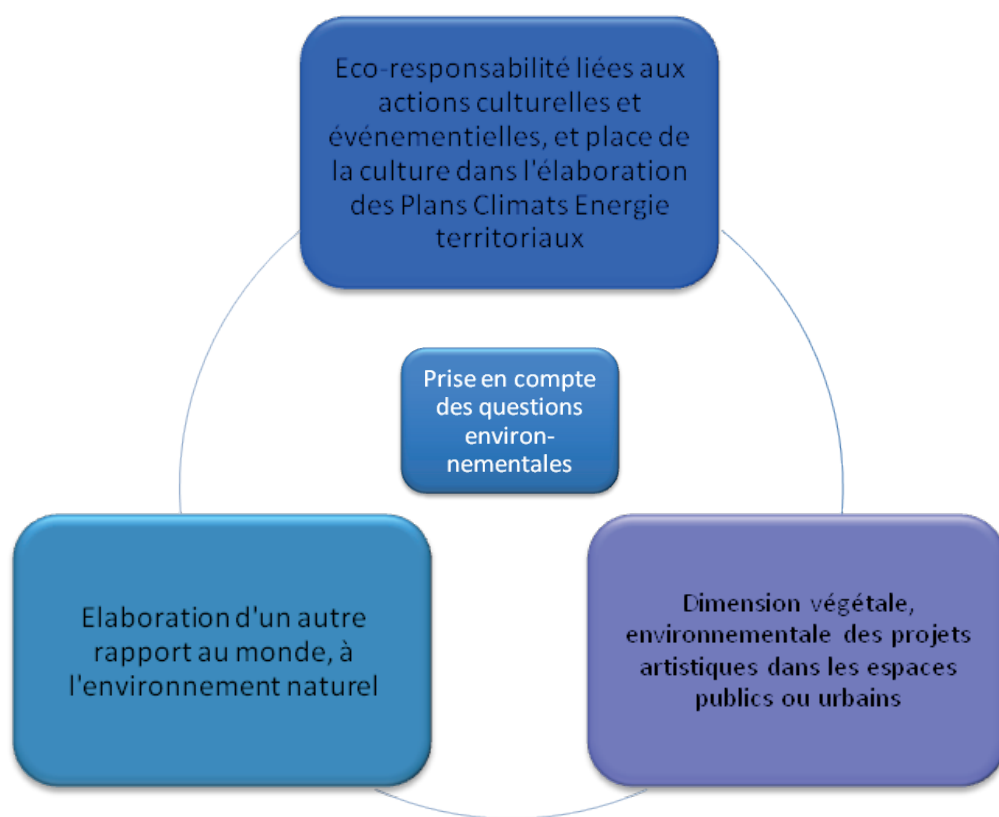 Eco-responsabilité liées aux
actions culturelles et
événementielles, et place de
la culture dans l'élaboration
des Plans Climats Energie
territoriaux
Prise en compte
des questions
environ-
nementales
Elaboration d'un autre
rapport au monde, à
l'environnement naturel
Dimension végétale,
environnementale des projets
artistiques dans les espaces
publics ou urbains